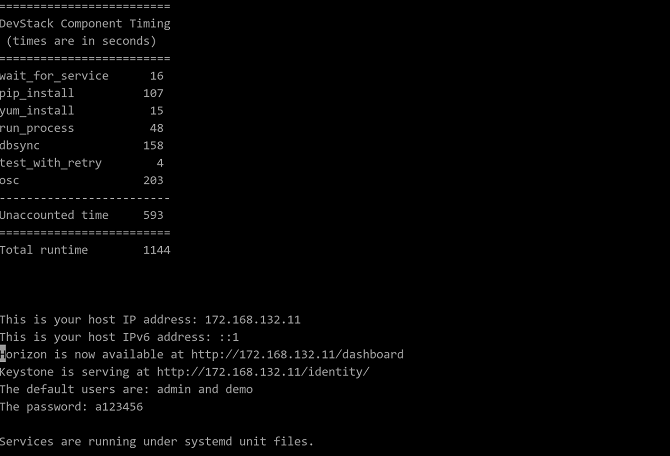 =========================
DevStack Component Timing
 (times are in seconds)
=========================
wait_for_service      16
pip_install          107
yum_install           15
run_process           48
dbsync               158
test_with_retry        4
osc                  203
-------------------------
Unaccounted time     593
=========================
Total runtime        1144
This is your host IP address: 172.168.132.11
This is your host IPv6 address: ::1
Horizon is now available at http://172.168.132.11/dashboard
Keystone is serving at http://172.168.132.11/identity/
The default users are: admin and demo
The password: a123456
Services are running under systemd unit files.